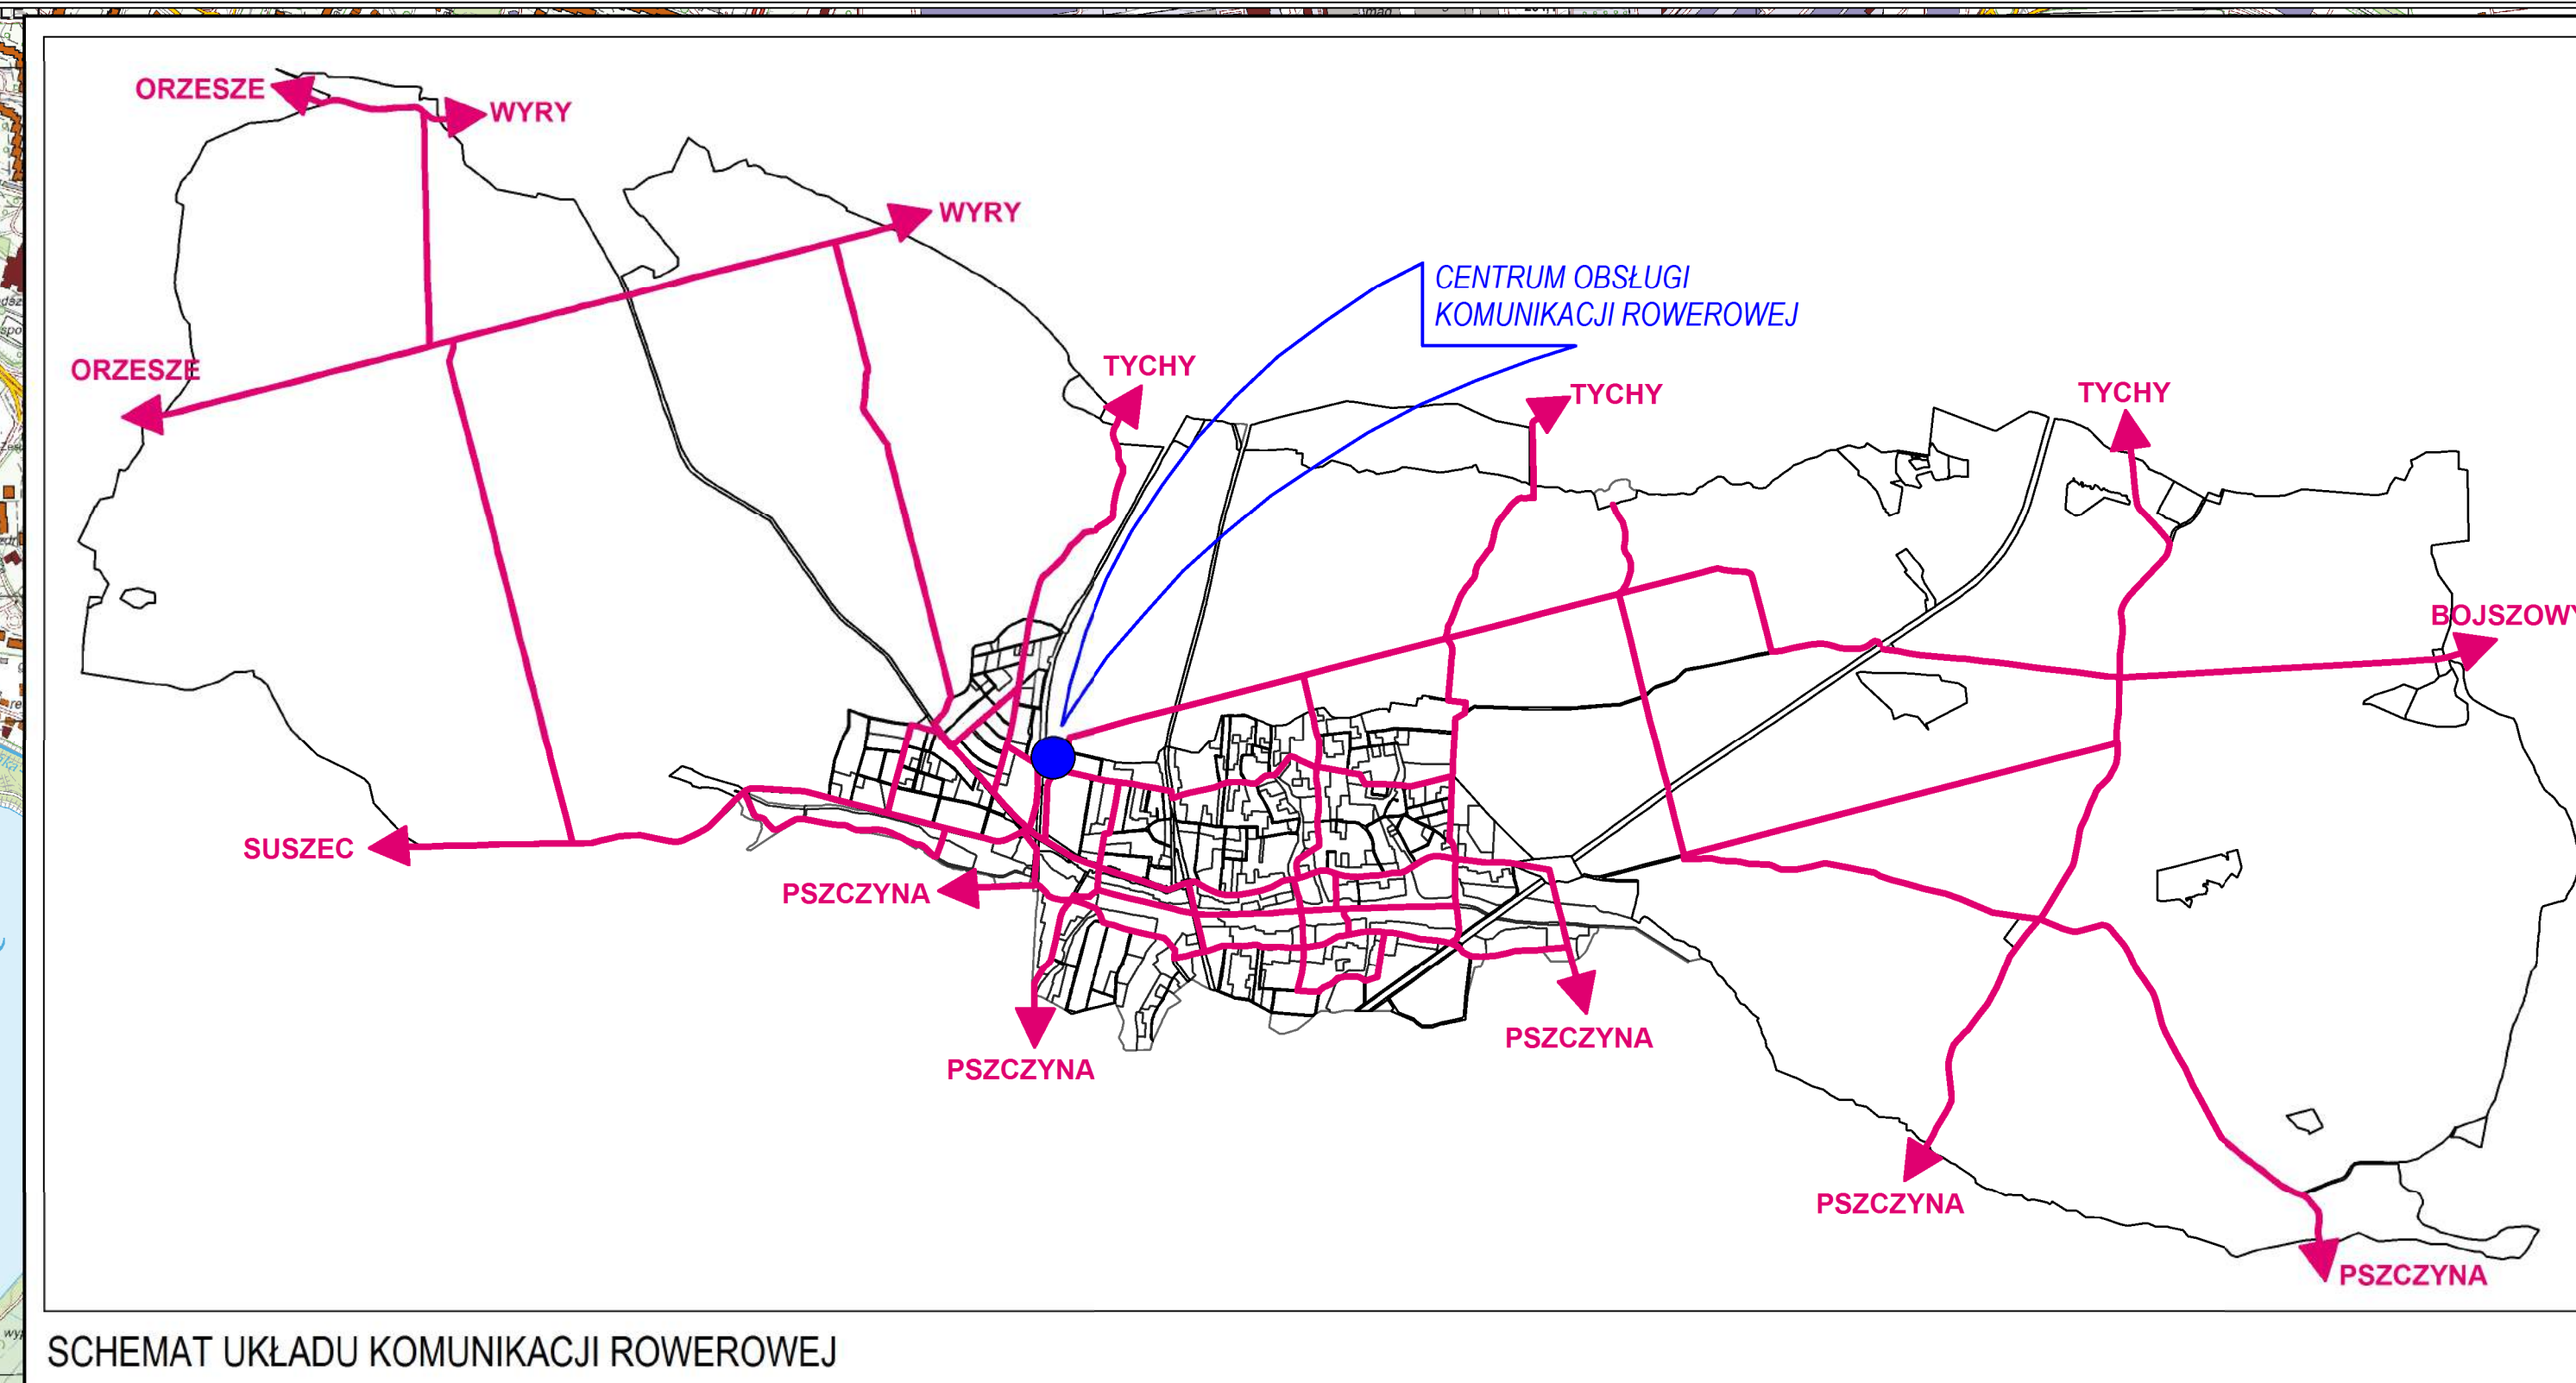 ORZESZE
WYRY
WYRY
CENTRUM OBSŁUGI
KOMUNIKACJI ROWEROWEJ
ORZESZE
TYCHY
TYCHY
TYCHY
BOJSZOWY
SUSZEC
PSZCZYNA
PSZCZYNA
PSZCZYNA
PSZCZYNA
PSZCZYNA
SCHEMAT UKŁADU KOMUNIKACJI ROWEROWEJ